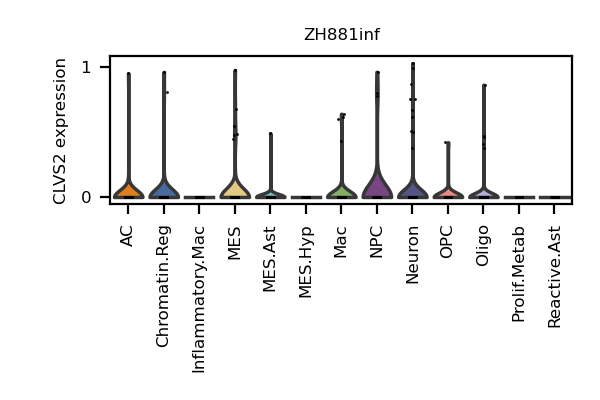 ZH881inf
CLVS2 expression
1
0
AC
Chromatin.Reg
Inflammatory.Mac
MES
MES.Ast
MES.Hyp
Mac
NPC
Neuron
OPC
Oligo
Prolif.Metab
Reactive.Ast